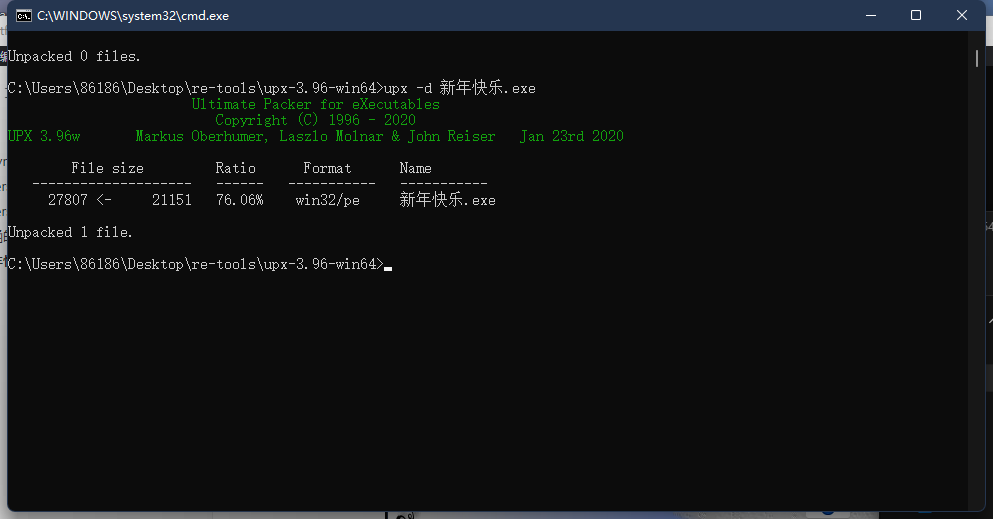 C:\WINDOWS\system32\cmd.exe
Unpacked 0 files.
C:\Users\86186\Desktop\re-tools\upx-3.96-win64>upx -d 新年快乐.exe
Ultimate Packer for eXecutables
Copyright (C) 1996 - 2020
UPX 3.96w Markus Oberhumer, Laszlo Molnar & John Reiser Jan 23rd 2020
File size Ratio Format Name
-------------------- ------ ----------- -----------
27807 <- 21151 76.06% win32/pe 新年快乐.exe
Unpacked 1 file.
C:\Users\86186\Desktop\re-tools\upx-3.96-win64>